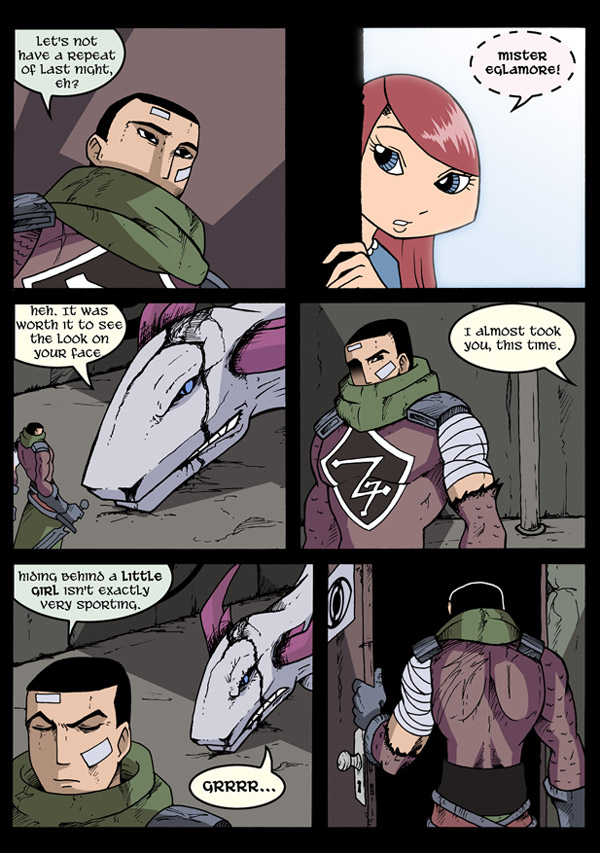 Let's not
have a repeat
of last night,
eh?
mister
eglamore!
heh. It was
worth it to see
the look on
your face
I almost took
you, this time.
hiding behind a little
girl isn't exactly
very sporting.
GRRRR...